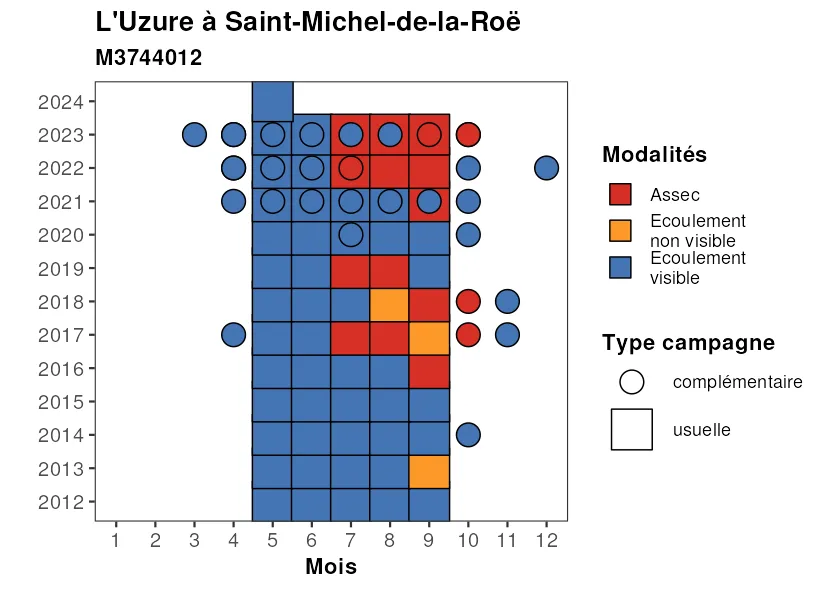 L'Uzure à Saint-Michel-de-la-Roë
M3744012
2024
2023
2022
2021
2020
2019
2018
2017
2016
2015
2014
2013
2012
1 2 3 4 5 6 7 8 9 10 11 12
Mois
Modalités
Assec
Ecoulement
non visible
Ecoulement
visible
Type campagne
complémentaire
usuelle